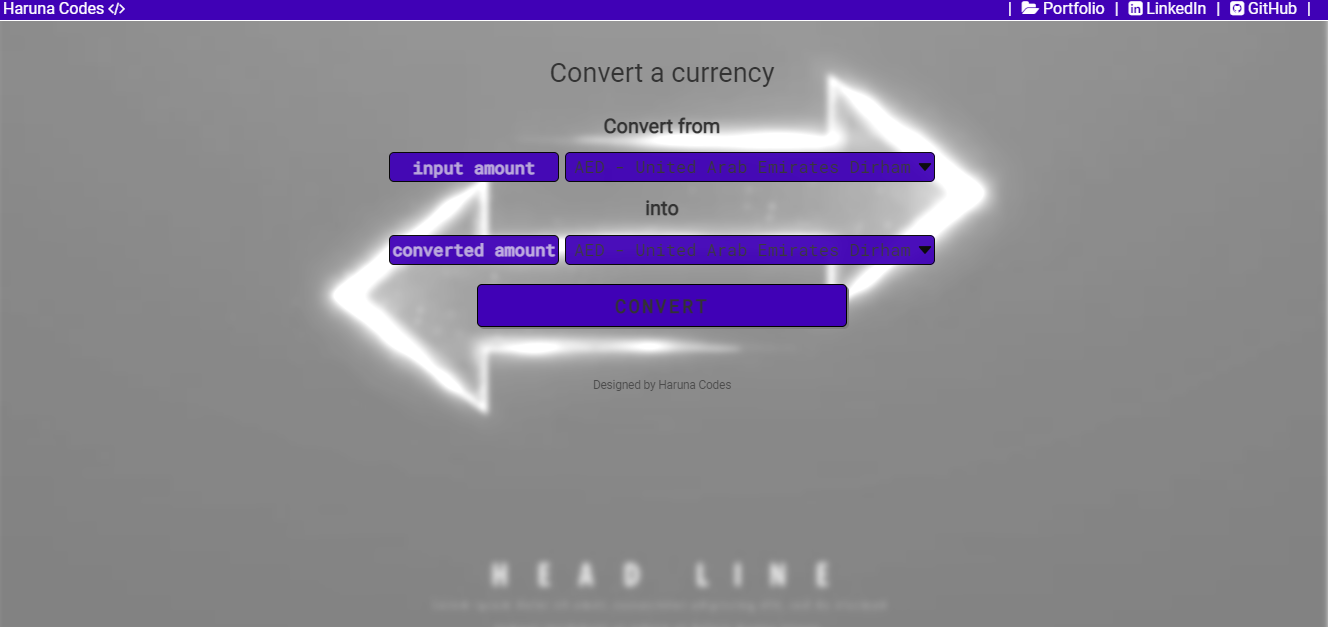 Haruna Codes </>
| Portfolio | LinkedIn | GitHub |
Convert a currency
Convert from
input amount AED - United Arab Emirates Dirham
into
converted amount AED - United Arab Emirates Dirham
CONVERT
Designed by Haruna Codes
HEAD LINE